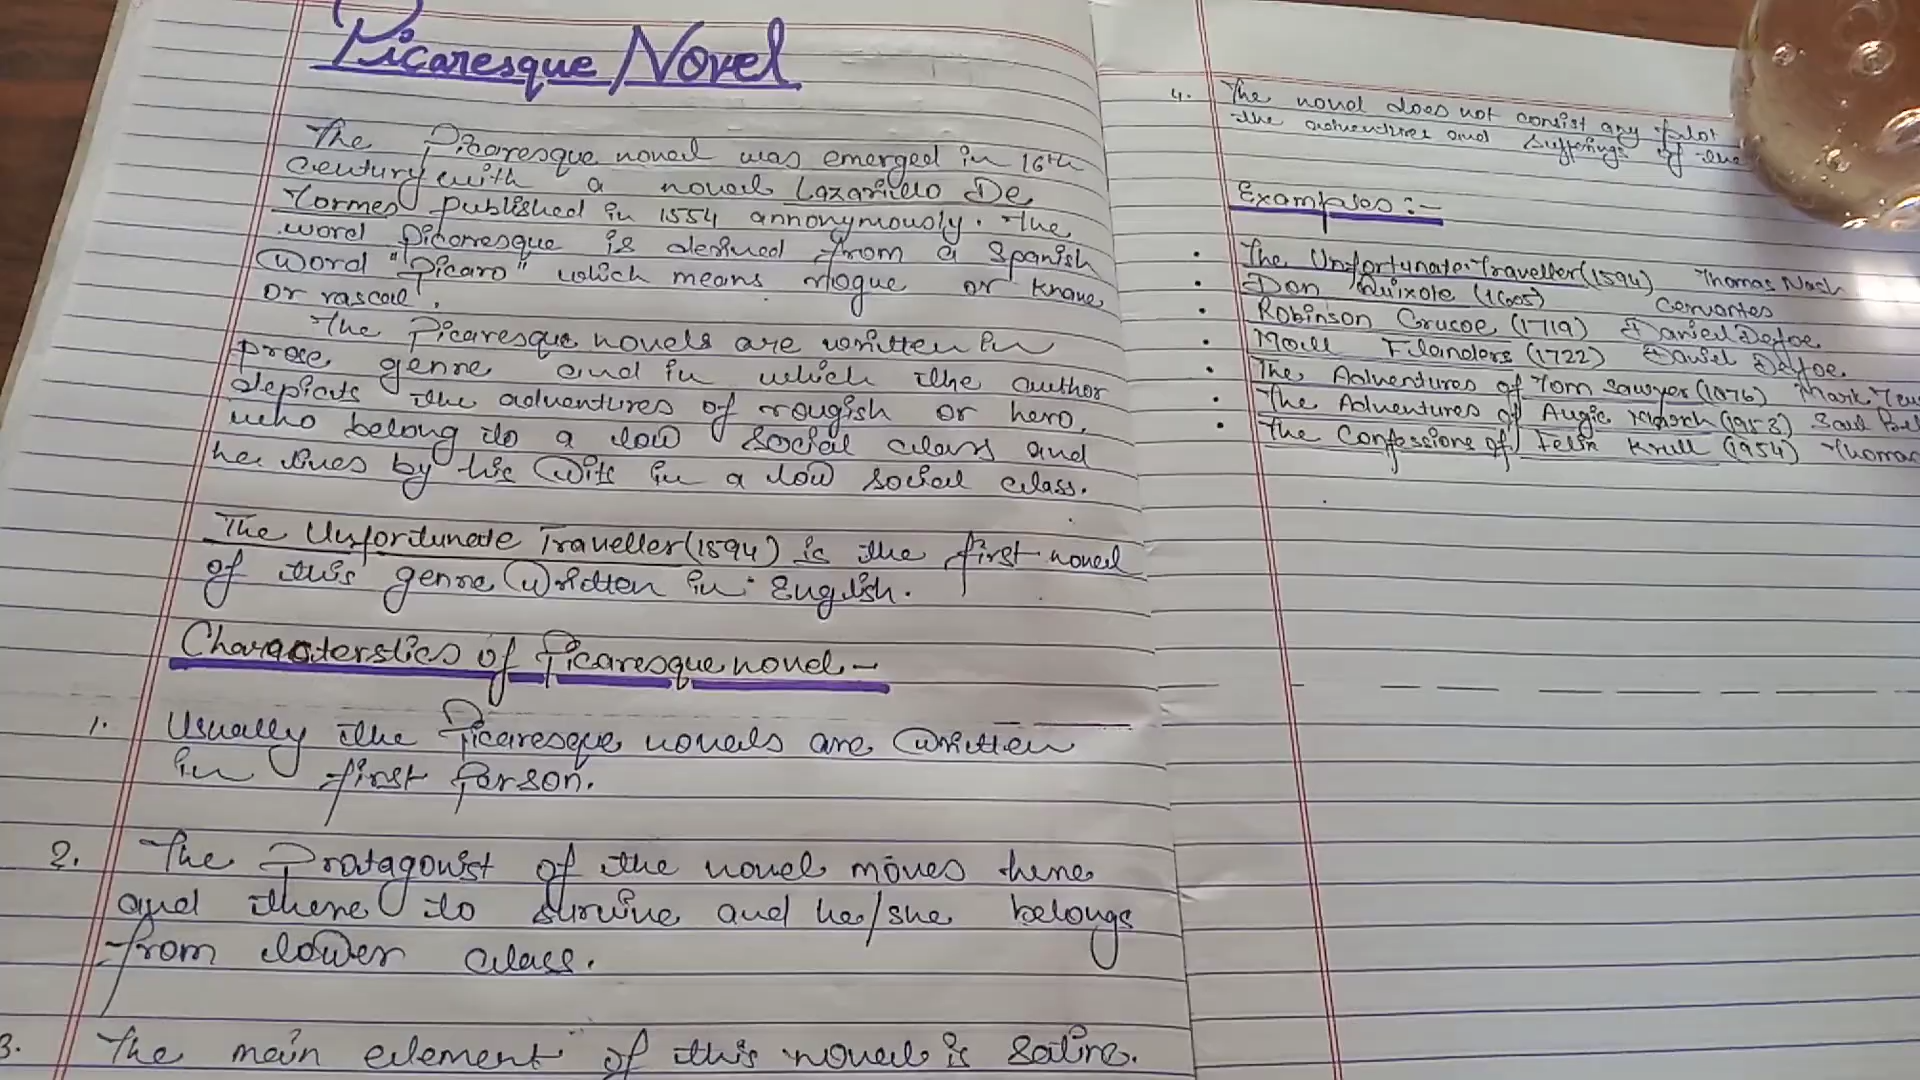 Picaresque Novel
The Picaresque novel was emerged in 16th
century with a novel Lazarillo De
Tormes published in 1554 annonymously. The
word Picarresque is derived from a Spanish
word "Picaro" which means rogue or knave
or rascal.
The Picaresque novels are written in
prose genre and in which the author
depicts the adventures of rougish or hero,
who belong to a low social class and
he lives by his wits in a low social class.
The Unfortunate Traveller(1594) is the first novel
of this genre written in English.
Characterstics of Picaresque novel-
1. Usually the Picaresque novels are written
in first person.
2. The Protagonist of the novel moves here
and there to survive and he/she belongs
from lower class.
3. The main element of this novel is satire.
4. The novel does not consist any plot
the adventures and sufferings of the
Examples:-
• The Unfortunate Traveller(1594) Thomas Nash
• Don Quixote (1605) Cervantes
• Robinson Crusoe (1719) Daniel Defoe.
• Moll Flanders (1722) Daniel Defoe.
• The Adventures of Tom Sawyer(1876) Mark
• The Adventures of Augie March(1953) Saul
• The Confessions of Felix Krull (1954) Thomas